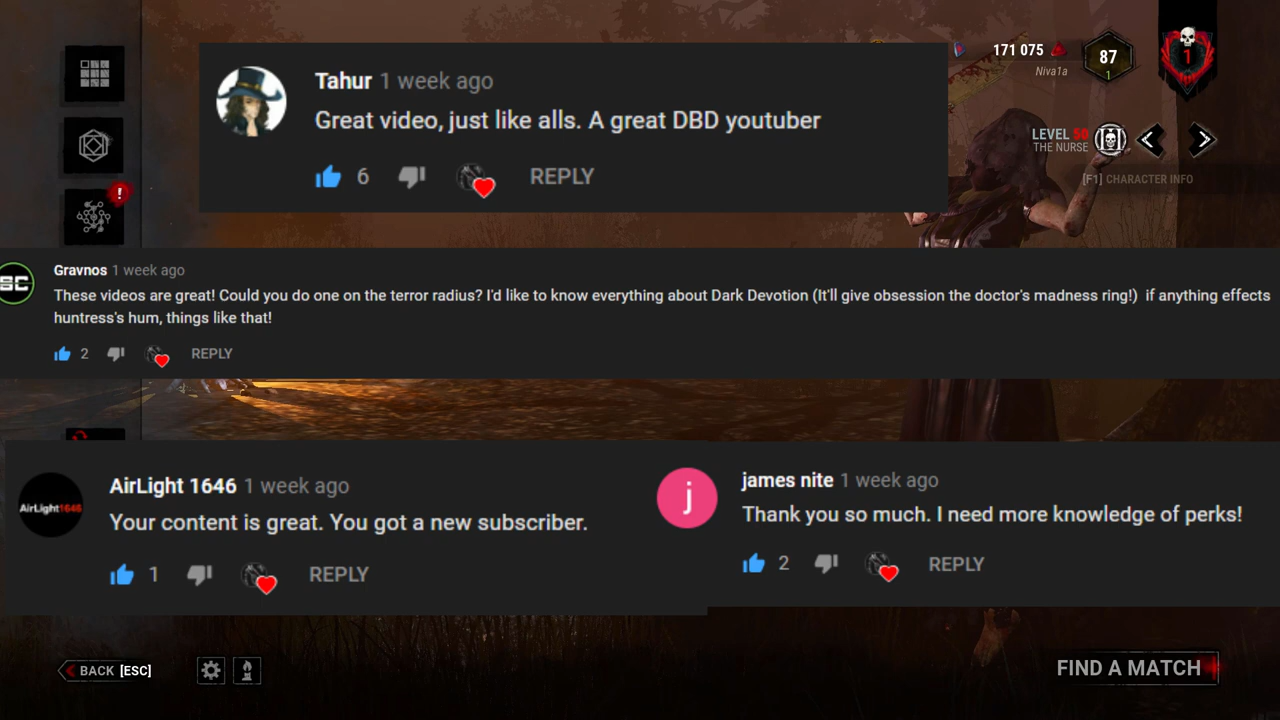 171 075
Niva1a
87
1
1
Tahur 1 week ago
Great video, just like alls. A great DBD youtuber
6
REPLY
LEVEL 50
THE NURSE
[F1] CHARACTER INFO
!
SC
Gravnos 1 week ago
These videos are great! Could you do one on the terror radius? I'd like to know everything about Dark Devotion (It'll give obsession the doctor's madness ring!) if anything effects
huntress's hum, things like that!
2
REPLY
AirLight1646
AirLight 1646 1 week ago
Your content is great. You got a new subscriber.
1
REPLY
j
james nite 1 week ago
Thank you so much. I need more knowledge of perks!
2
REPLY
BACK [ESC]
FIND A MATCH